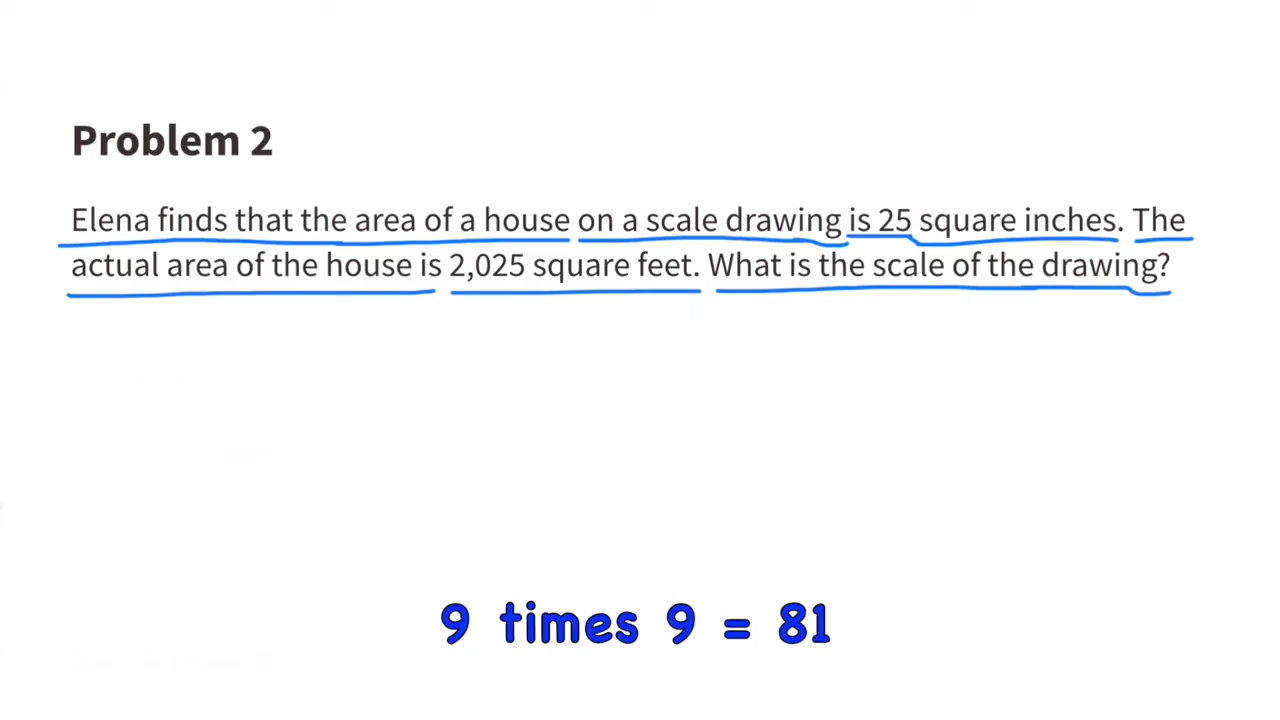 Problem 2
Elena finds that the area of a house on a scale drawing is 25 square inches. The
actual area of the house is 2,025 square feet. What is the scale of the drawing?
9 times 9 = 81